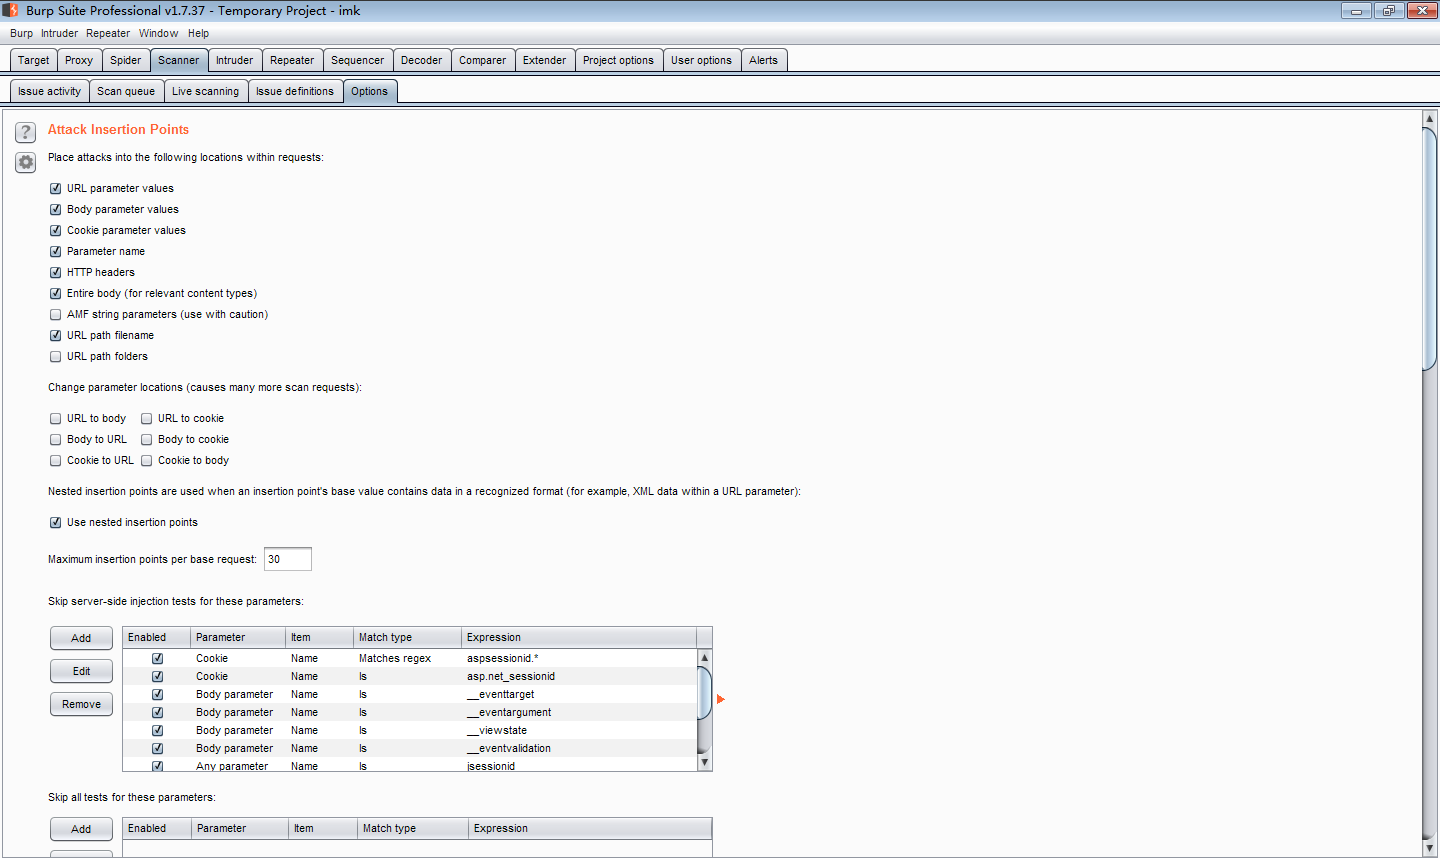 Burp Suite Professional v1.7.37 - Temporary Project - imk
Burp Intruder Repeater Window Help
Target Proxy Spider Scanner Intruder Repeater Sequencer Decoder Comparer Extender Project options User options Alerts
Issue activity Scan queue Live scanning Issue definitions Options
? Attack Insertion Points
Place attacks into the following locations within requests:
URL parameter values
Body parameter values
Cookie parameter values
Parameter name
HTTP headers
Entire body (for relevant content types)
AMF string parameters (use with caution)
URL path filename
URL path folders
Change parameter locations (causes many more scan requests):
URL to body URL to cookie
Body to URL Body to cookie
Cookie to URL Cookie to body
Nested insertion points are used when an insertion point's base value contains data in a recognized format (for example, XML data within a URL parameter):
Use nested insertion points
Maximum insertion points per base request: 30
Skip server-side injection tests for these parameters:
Add Enabled Parameter Item Match type Expression
Cookie Name Matches regex aspsessionid.*
Edit Cookie Name Is asp.net_sessionid
Body parameter Name Is __eventtarget
Remove Body parameter Name Is __eventargument
Body parameter Name Is __viewstate
Body parameter Name Is __eventvalidation
Any parameter Name Is jsessionid
Skip all tests for these parameters:
Add Enabled Parameter Item Match type Expression